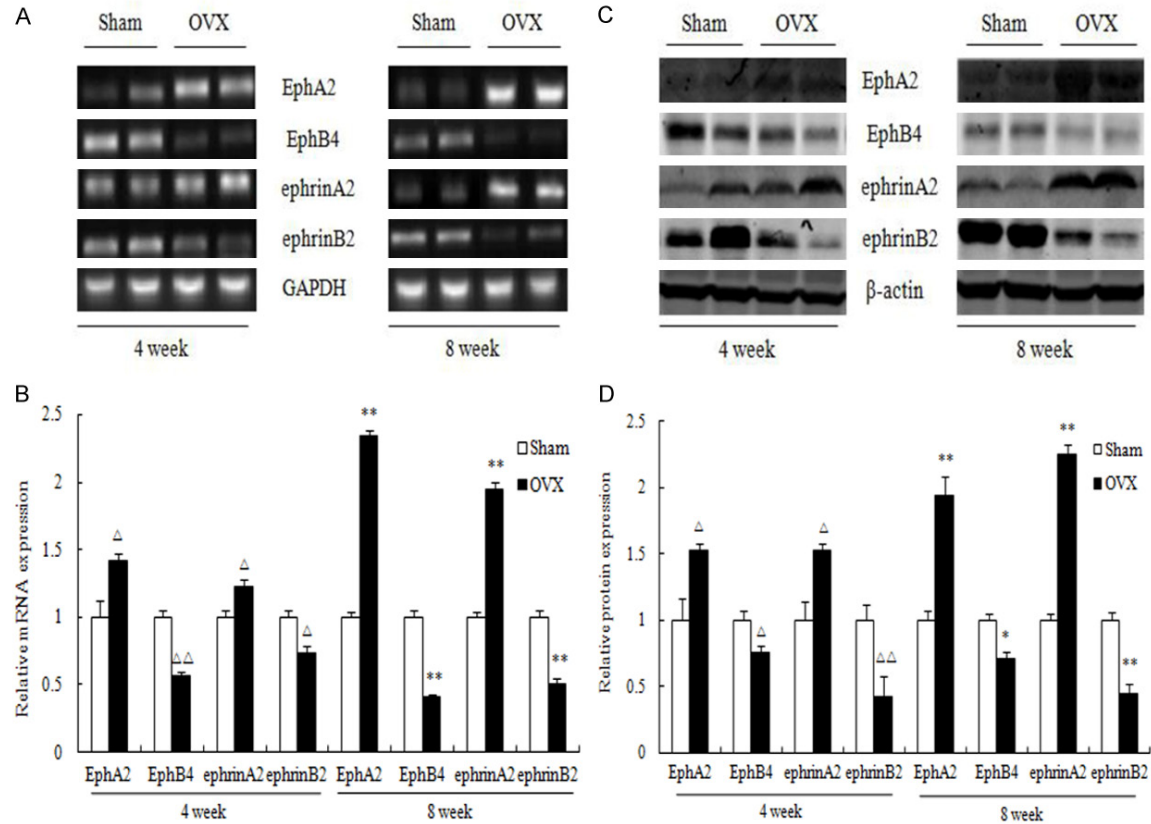 A
Sham OVX Sham OVX
EphA2
EphB4
ephrinA2
ephrinB2
GAPDH
4 week 8 week
C
Sham OVX Sham OVX
EphA2
EphB4
ephrinA2
ephrinB2
β-actin
4 week 8 week
B
Relative mRNA expression
2.5
2
1.5
1
0.5
0
Sham
OVX
△ △△ △ △ ** ** ** **
EphA2 EphB4 ephrinA2 ephrinB2 EphA2 EphB4 ephrinA2 ephrinB2
4 week 8 week
D
Relative protein expression
2.5
2
1.5
1
0.5
0
Sham
OVX
△ △ △ △△ ** * ** **
EphA2 EphB4 ephrinA2 ephrinB2 EphA2 EphB4 ephrinA2 ephrinB2
4 week 8 week